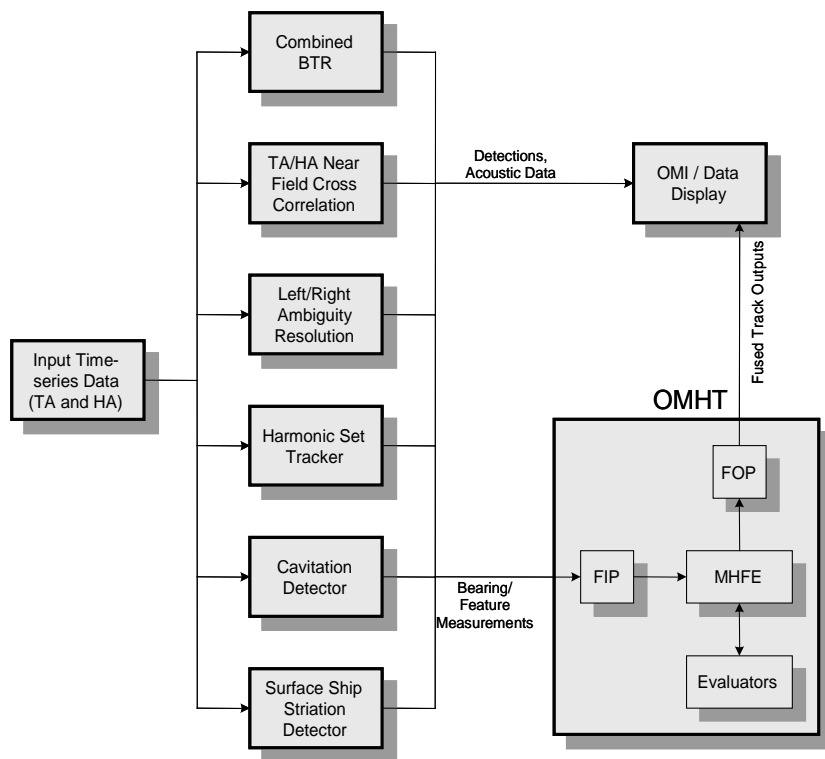 Combined
BTR
TA/HA Near
Field Cross
Correlation
Left/Right
Ambiguity
Resolution
Input Time-
series Data
(TA and HA)
Harmonic Set
Tracker
Cavitation
Detector
Surface Ship
Striation
Detector
Detections,
Acoustic Data
OMI / Data
Display
Fused Track Outputs
OMHT
FOP
Bearing/
Feature
Measurements
FIP
MHFE
Evaluators